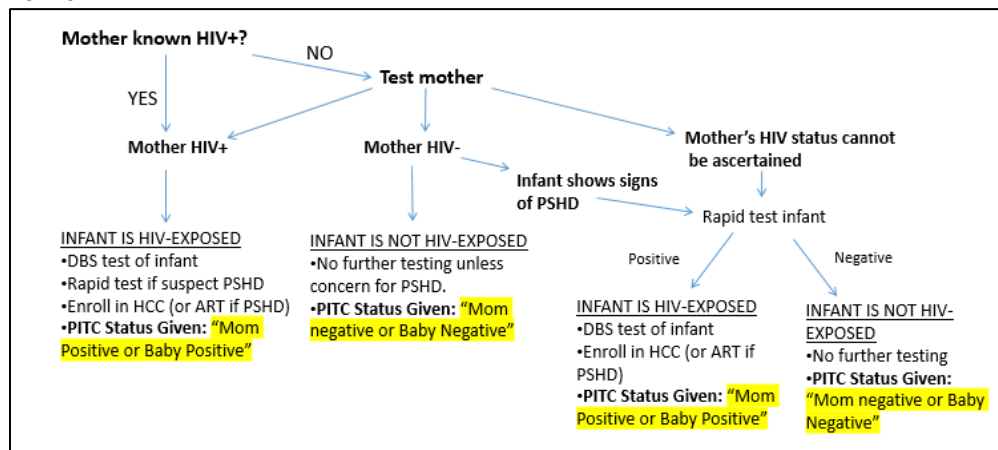 Mother known HIV+?
NO
Test mother
YES
Mother HIV+
Mother HIV-
Mother's HIV status cannot
be ascertained
Infant shows signs
of PSHD
Rapid test infant
INFANT IS HIV-EXPOSED
•DBS test of infant
•Rapid test if suspect PSHD
•Enroll in HCC (or ART if PSHD)
•PITC Status Given: "Mom
Positive or Baby Positive"
INFANT IS NOT HIV-EXPOSED
•No further testing unless
concern for PSHD.
•PITC Status Given: "Mom
negative or Baby Negative"
Positive
Negative
INFANT IS HIV-EXPOSED
•DBS test of infant
•Enroll in HCC (or ART if
PSHD)
•PITC Status Given: "Mom
Positive or Baby Positive"
INFANT IS NOT HIV-
EXPOSED
•No further testing
•PITC Status Given:
"Mom negative or Baby
Negative"